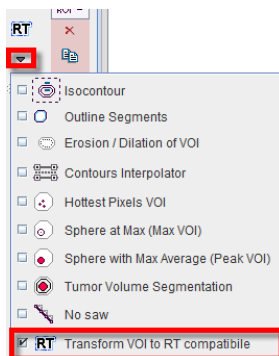 RT
Isocontour
Outline Segments
Erosion / Dilation of VOI
Contours Interpolator
Hottest Pixels VOI
Sphere at Max (Max VOI)
Sphere with Max Average (Peak VOI)
Tumor Volume Segmentation
No saw
RT Transform VOI to RT compatibile